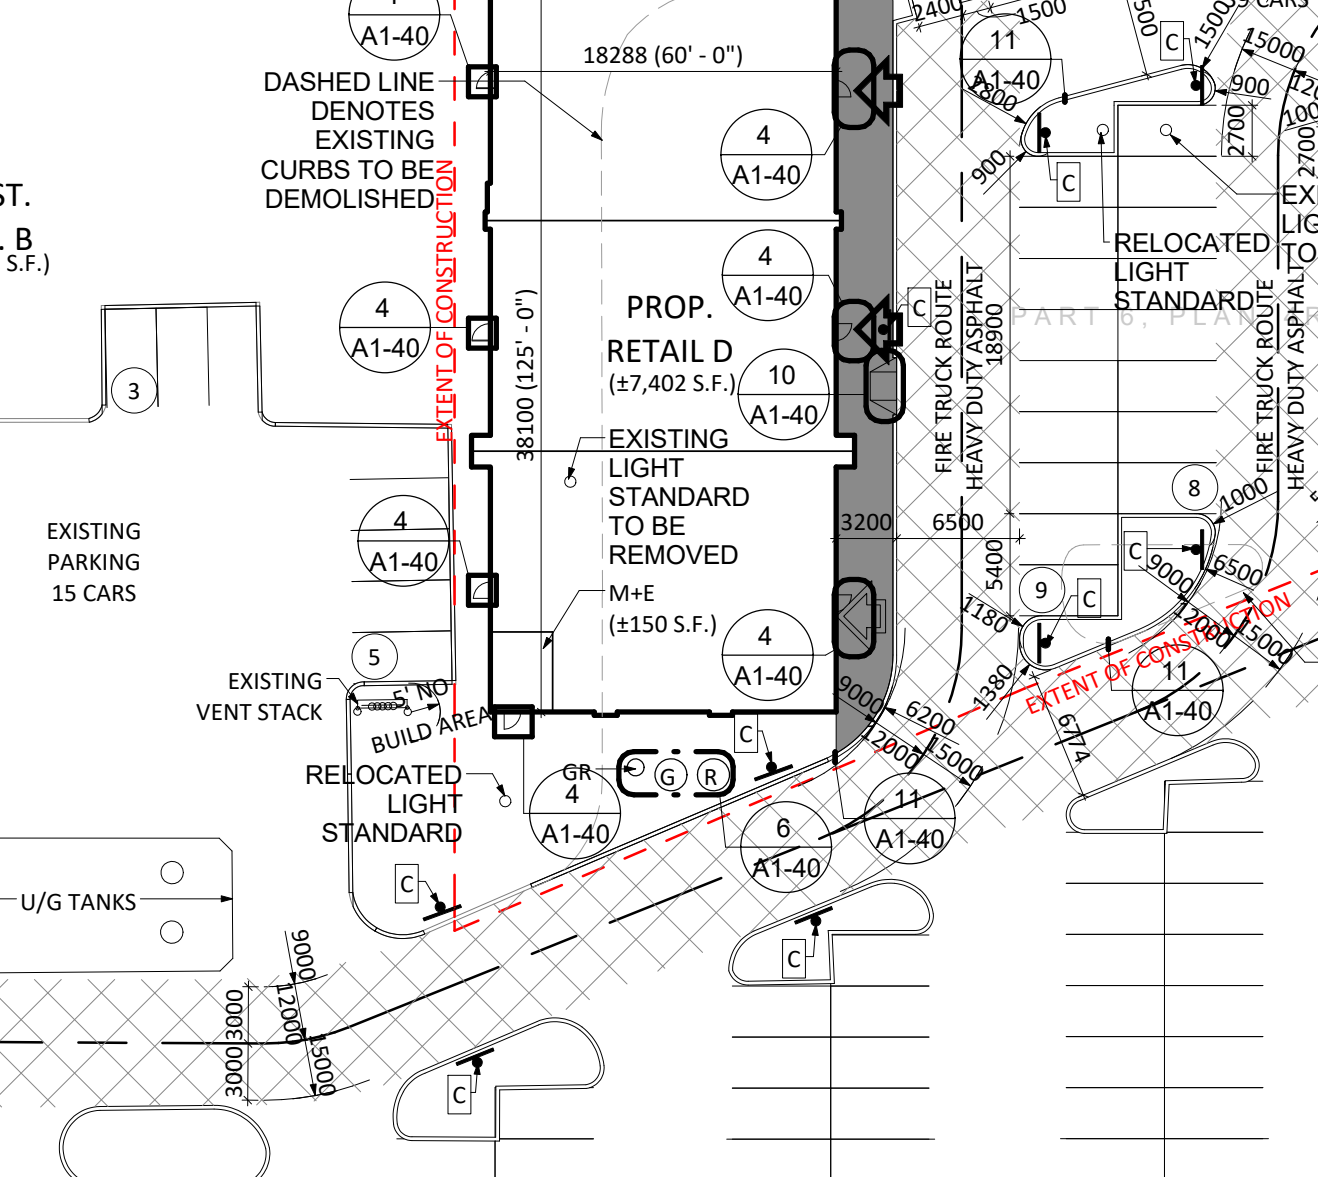 A1-40
DASHED LINE
DENOTES
EXISTING
CURBS TO BE
DEMOLISHED
18288 (60' - 0")
4
A1-40
2400
1500
11
A1-40
1800
900
C
C
1500
CARS
15000
900
2700
2700
ST.
B
S.F.)
EXTENT OF CONSTRUCTION
4
A1-40
4
A1-40
38100 (125' - 0")
PROP.
RETAIL D
(±7,402 S.F.)
10
A1-40
C
FIRE TRUCK ROUTE
HEAVY DUTY ASPHALT
18900
RELOCATED
LIGHT
STANDARD
PART 6, PLAN
FIRE TRUCK ROUTE
HEAVY DUTY ASPHALT
TO
3
EXISTING
LIGHT
STANDARD
TO BE
REMOVED
4
A1-40
EXISTING
PARKING
15 CARS
3200
6500
5400
8
1000
C
9000
6500
12000
15000
9
C
1180
1380
M+E
(±150 S.F.)
4
A1-40
5
EXISTING
VENT STACK
5' NO
BUILD AREA
9000
6200
12000
15000
EXTENT OF CONSTRUCTION
11
A1-40
6774
C
GR
G
R
RELOCATED
LIGHT
STANDARD
4
A1-40
6
A1-40
11
A1-40
C
U/G TANKS
C
9000
12000
15000
3000
3000
C